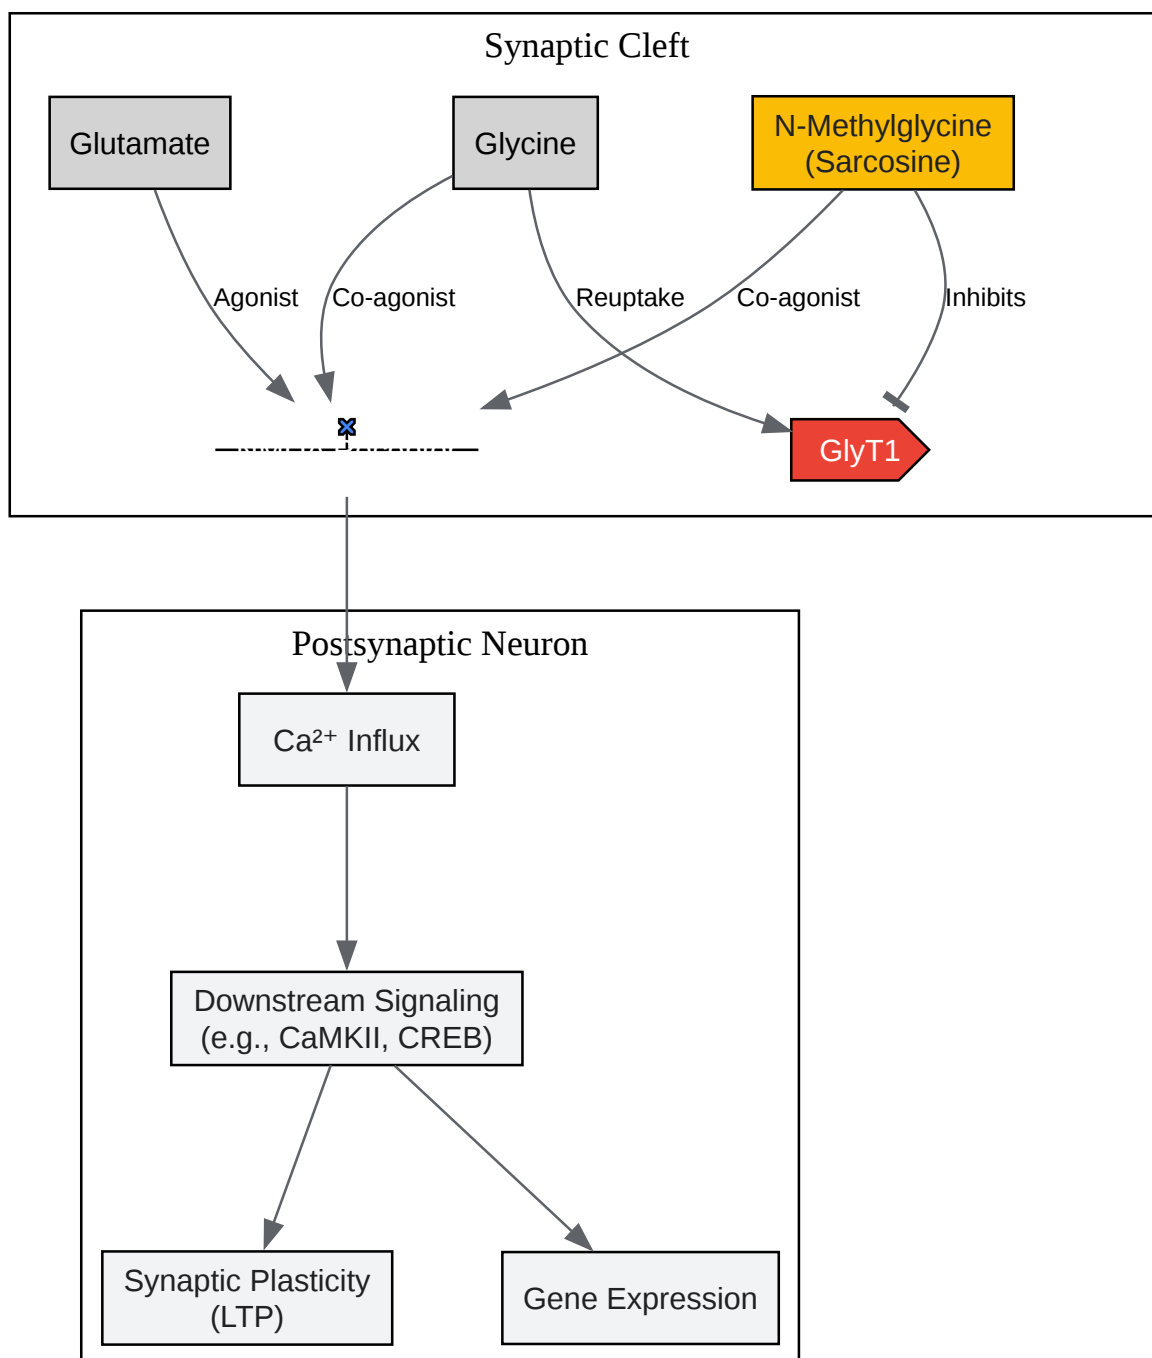 Synaptic Cleft
Glutamate
Glycine
N-Methylglycine
(Sarcosine)
Agonist
Co-agonist
Reuptake
Co-agonist
Inhibits
GlyT1
Postsynaptic Neuron
Ca²⁺ Influx
Downstream Signaling
(e.g., CaMKII, CREB)
Synaptic Plasticity
(LTP)
Gene Expression